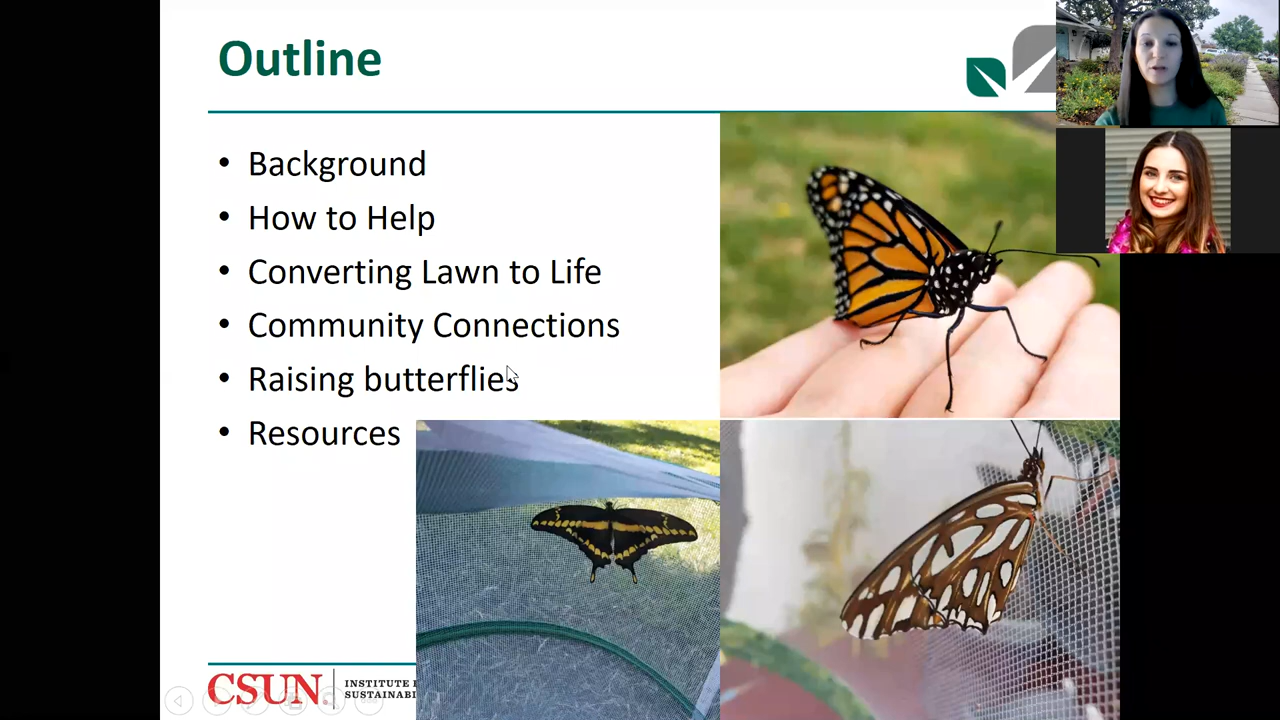 Outline
• Background
• How to Help
• Converting Lawn to Life
• Community Connections
• Raising butterflies
• Resources
CSUN.
INSTITUTE
SUSTAINABI